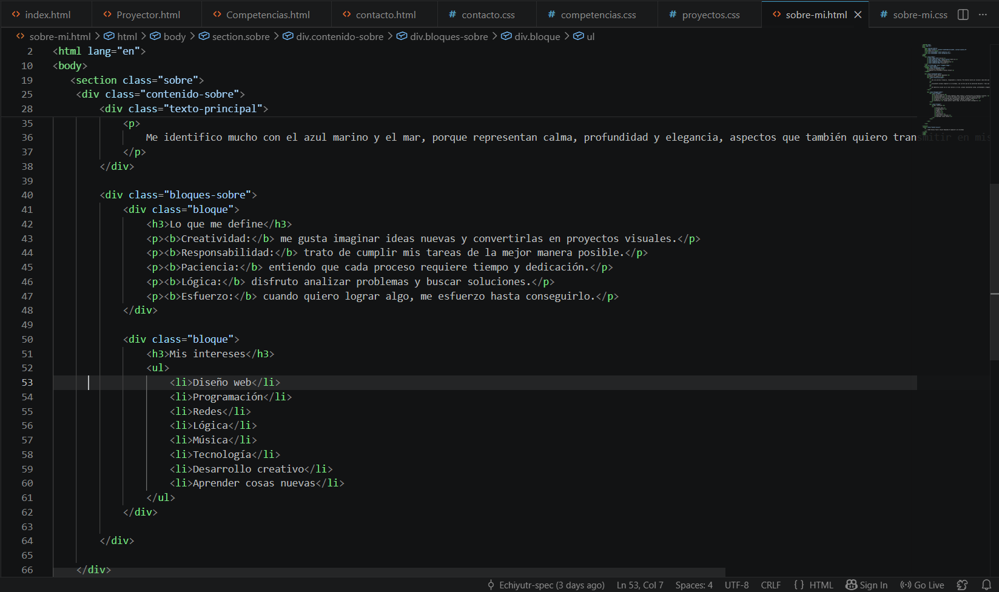 index.html Proyector.html Competencias.html contacto.html # contacto.css # competencias.css # proyectos.css sobre-mi.html # sobre-mi.css
sobre-mi.html > html > body > section.sobre > div.contenido-sobre > div.bloques-sobre > div.bloque > ul
2 <html lang="en">
10 <body>
19 <section class="sobre">
25 <div class="contenido-sobre">
28 <div class="texto-principal">
35 <p>
36 Me identifico mucho con el azul marino y el mar, porque representan calma, profundidad y elegancia, aspectos que también quiero transmitir en mis
37 </p>
38 </div>
39
40 <div class="bloques-sobre">
41 <div class="bloque">
42 <h3>Lo que me define</h3>
43 <p><b>Creatividad:</b> me gusta imaginar ideas nuevas y convertirlas en proyectos visuales.</p>
44 <p><b>Responsabilidad:</b> trato de cumplir mis tareas de la mejor manera posible.</p>
45 <p><b>Paciencia:</b> entiendo que cada proceso requiere tiempo y dedicación.</p>
46 <p><b>Lógica:</b> disfruto analizar problemas y buscar soluciones.</p>
47 <p><b>Esfuerzo:</b> cuando quiero lograr algo, me esfuerzo hasta conseguirlo.</p>
48 </div>
49
50 <div class="bloque">
51 <h3>Mis intereses</h3>
52 <ul>
53 <li>Diseño web</li>
54 <li>Programación</li>
55 <li>Redes</li>
56 <li>Lógica</li>
57 <li>Música</li>
58 <li>Tecnología</li>
59 <li>Desarrollo creativo</li>
60 <li>Aprender cosas nuevas</li>
61 </ul>
62 </div>
63
64 </div>
65
66 </div>
Echiyutr-spec (3 days ago) Ln 53, Col 7 Spaces: 4 UTF-8 CRLF {} HTML Sign In Go Live